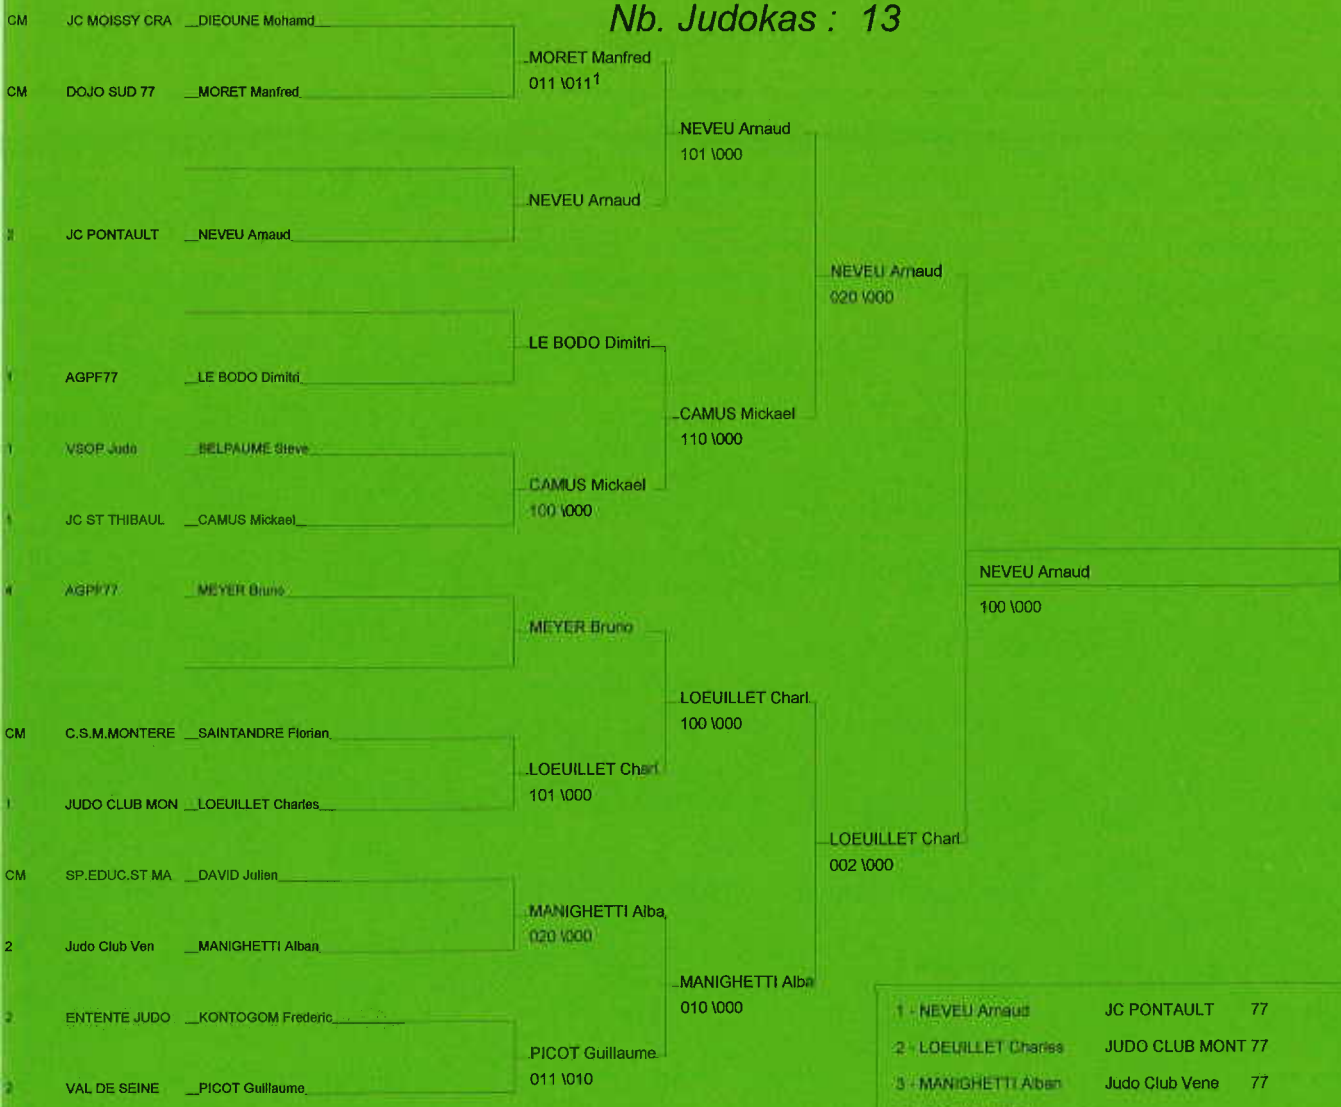 Nb. Judokas : 13
CM JC MOISSY CRA DIEOUNE Mohamd
MORET Manfred
011 \011 1
CM DOJO SUD 77 MORET Manfred
NEVEU Arnaud
101 \000
NEVEU Arnaud
2 JC PONTAULT NEVEU Arnaud
NEVEU Arnaud
020 \000
LE BODO Dimitri
1 AGPF77 LE BODO Dimitri
CAMUS Mickael
110 \000
1 VSOP Judo BELPAUME Steve
CAMUS Mickael
100 \000
1 JC ST THIBAUL CAMUS Mickael
NEVEU Arnaud
100 \000
4 AGPF77 MEYER Bruno
MEYER Bruno
LOEUILLET Charl
100 \000
CM C.S.M.MONTERE SAINTANDRE Florian
LOEUILLET Charl
101 \000
1 JUDO CLUB MON LOEUILLET Charles
LOEUILLET Charl
002 \000
CM SP.EDUC.ST MA DAVID Julien
MANIGHETTI Alba
020 \000
2 Judo Club Ven MANIGHETTI Alban
MANIGHETTI Alba
010 \000
2 ENTENTE JUDO KONTOGOM Frederic
PICOT Guillaume
011 \010
2 VAL DE SEINE PICOT Guillaume
1 - NEVEU Arnaud JC PONTAULT 77
2 - LOEUILLET Charles JUDO CLUB MONT 77
3 - MANIGHETTI Alban Judo Club Vene 77